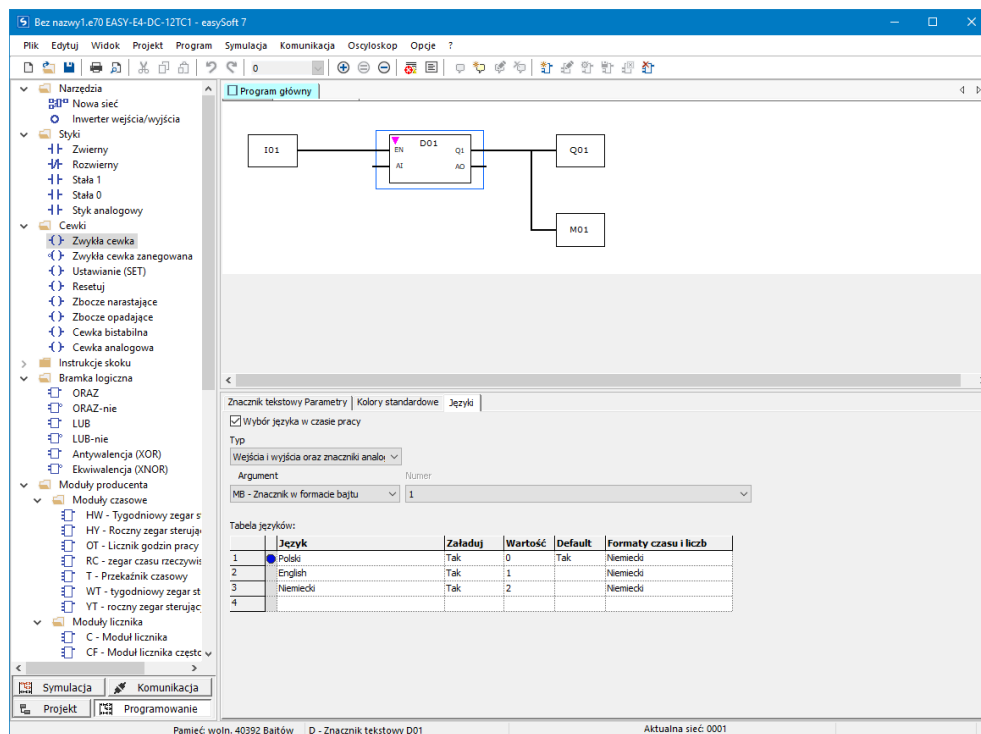 Bez nazwy1.e70 EASY-E4-DC-12TC1 - easySoft 7
Plik Edytuj Widok Projekt Program Symulacja Komunikacja Oscyloskop Opcje ?
0
Narzędzia
Nowa sieć
Inwerter wejścia/wyjścia
Styki
Zwierny
Rozwierny
Stała 1
Stała 0
Styk analogowy
Cewki
Zwykła cewka
Zwykła cewka zanegowana
Ustawianie (SET)
Resetuj
Zbocze narastające
Zbocze opadające
Cewka bistabilna
Cewka analogowa
Instrukcje skoku
Bramka logiczna
ORAZ
ORAZ-nie
LUB
LUB-nie
Antywalencja (XOR)
Ekwiwalencja (XNOR)
Moduły producenta
Moduły czasowe
HW - Tygodniowy zegar s
HY - Roczny zegar sterują
OT - Licznik godzin pracy
RC - zegar czasu rzeczywis
T - Przekaźnik czasowy
WT - tygodniowy zegar st
YT - roczny zegar sterując
Moduły licznika
C - Moduł licznika
CF - Moduł licznika częstc
Symulacja Komunikacja
Projekt Programowanie
Program główny
I01
D01
EN Q1
AI AO
Q01
M01
Znacznik tekstowy Parametry Kolory standardowe Języki
Wybór języka w czasie pracy
Typ
Wejścia i wyjścia oraz znaczniki analo
Argument Numer
MB - Znacznik w formacie bajtu 1
Tabela języków:
Język Załaduj Wartość Default Formaty czasu i liczb
1 Polski Tak 0 Tak Niemiecki
2 English Tak 1 Niemiecki
3 Niemiecki Tak 2 Niemiecki
4
Pamięć: woln. 40392 Bajtów D - Znacznik tekstowy D01 Aktualna sieć: 0001